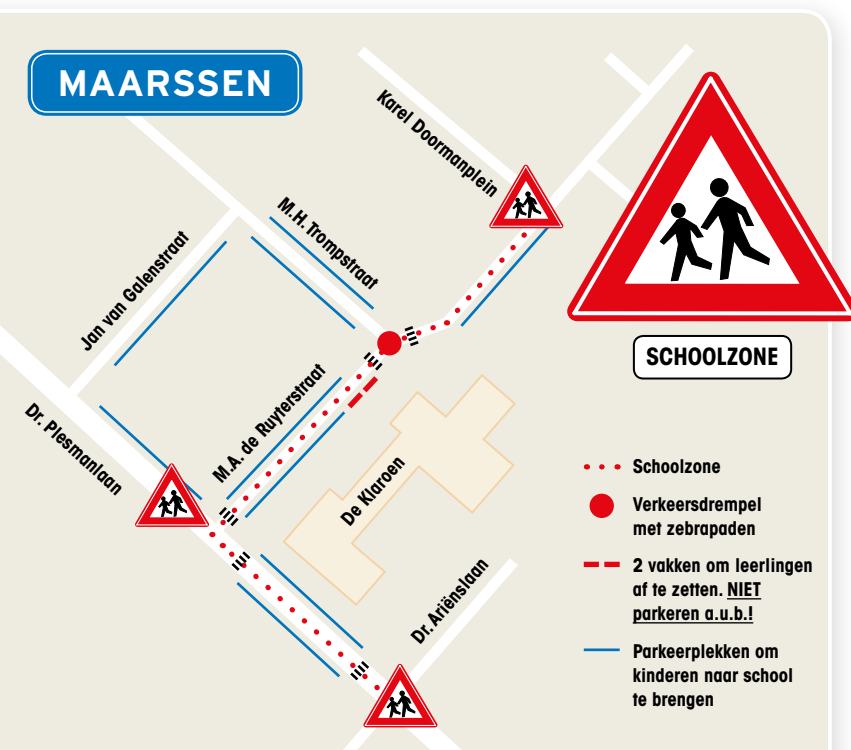 MAARSSEN
Karel Doormanplein
M.H. Trompstraat
Jan van Galenstraat
SCHOOLZONE
M.A. de Ruyterstraat
Dr. Plesmanlaan
De Klaroen
Dr. Ariënslaan
Schoolzone
Verkeersdrempel
met zebrapaden
2 vakken om leerlingen
af te zetten. NIET
parkeren a.u.b.!
Parkeerplekken om
kinderen naar school
te brengen